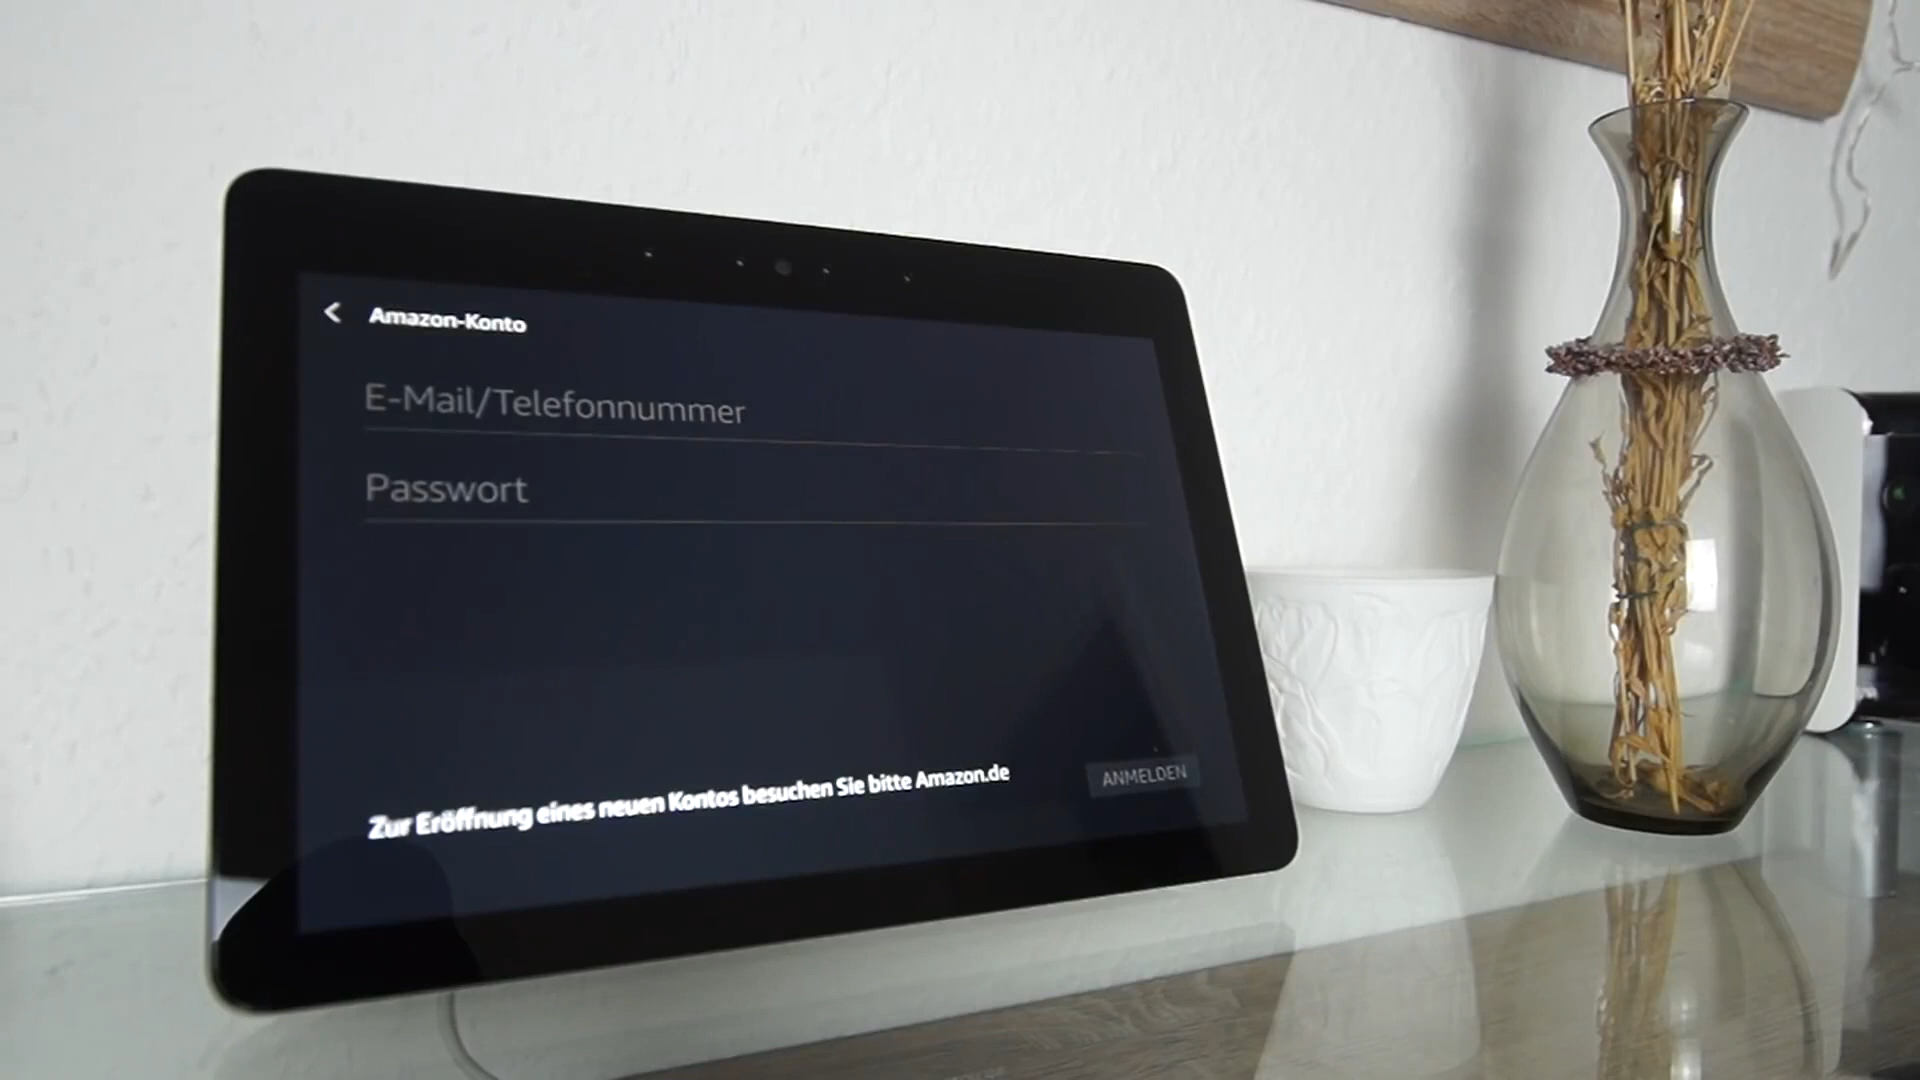 Amazon-Konto
E-Mail/Telefonnummer
Passwort
Zur Eröffnung eines neuen Kontos besuchen Sie bitte Amazon.de
ANMELDEN